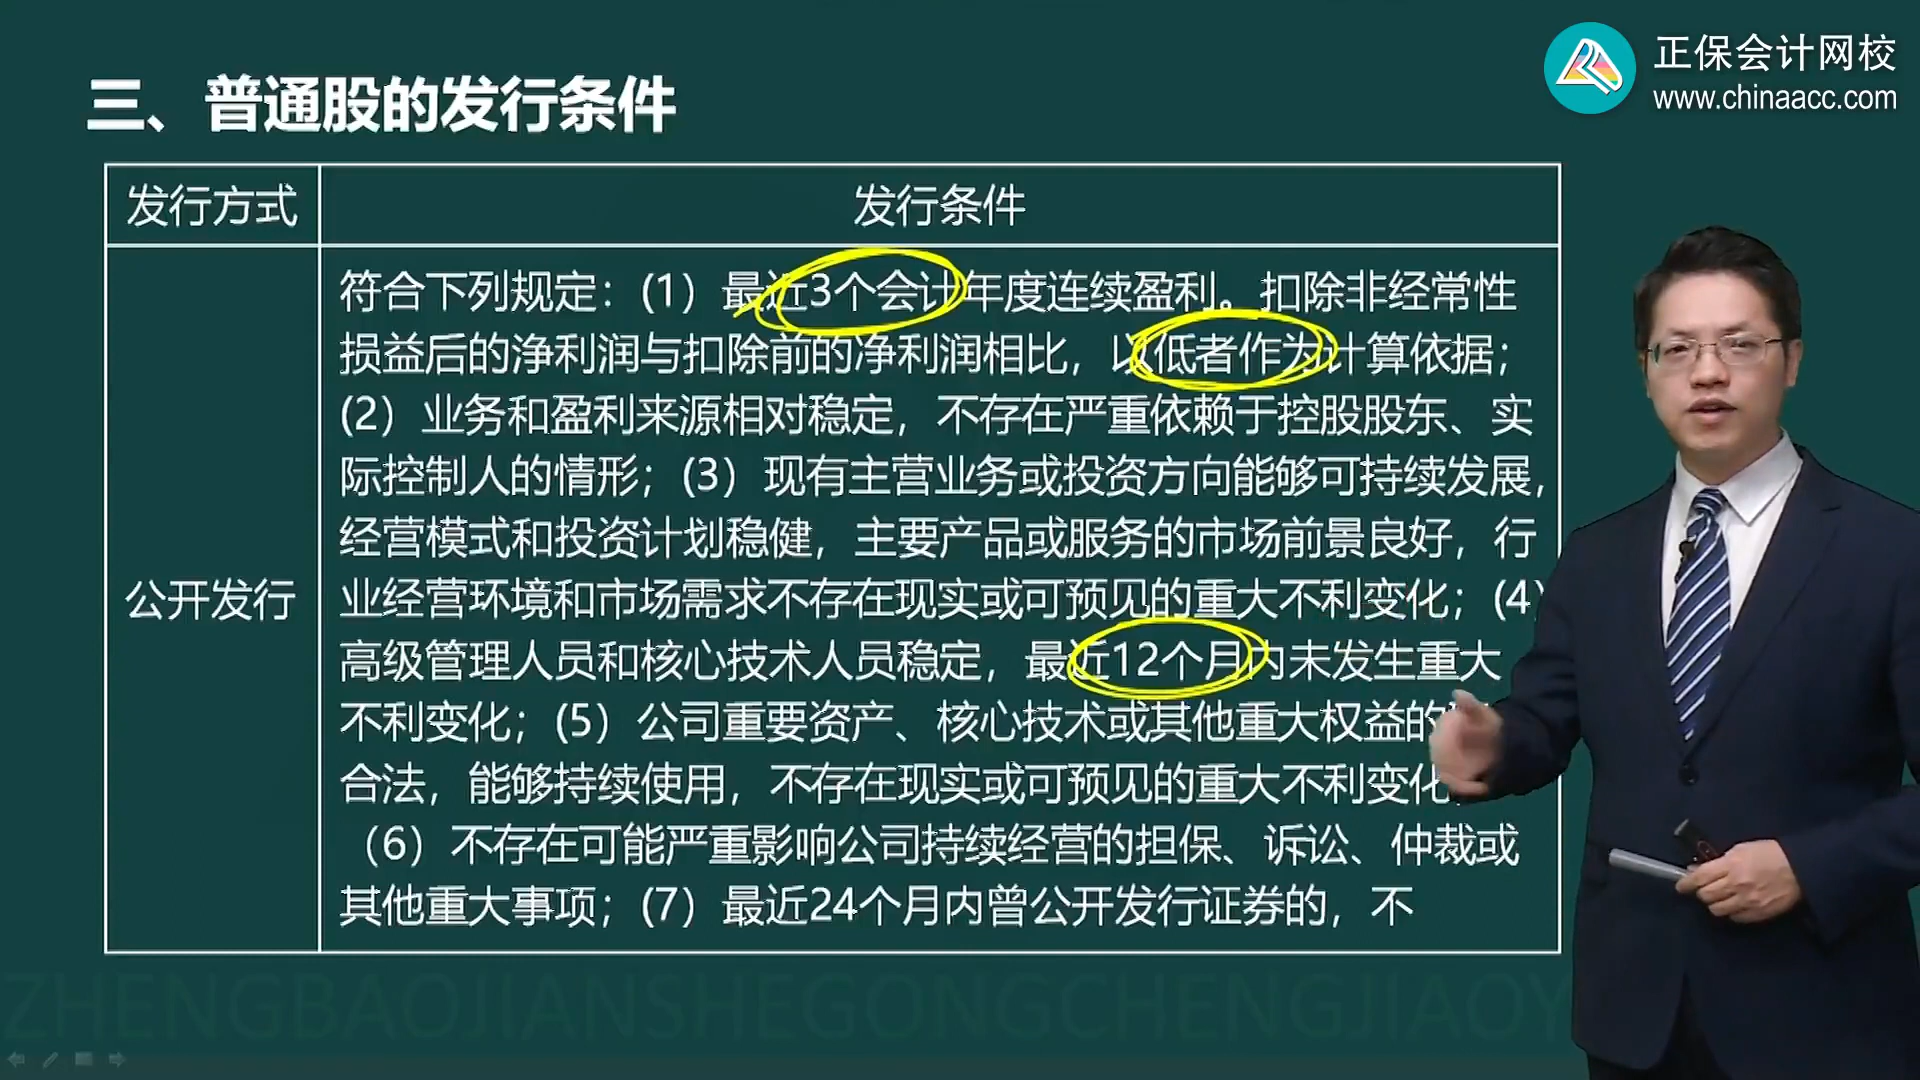 正保会计网校
www.chinaacc.com
三、普通股的发行条件
发行方式
发行条件
公开发行
符合下列规定：(1）最近3个会计年度连续盈利。扣除非经常性
损益后的净利润与扣除前的净利润相比，以低者作为计算依据；
(2）业务和盈利来源相对稳定，不存在严重依赖于控股股东、实
际控制人的情形；(3）现有主营业务或投资方向能够可持续发展，
经营模式和投资计划稳健，主要产品或服务的市场前景良好，行
业经营环境和市场需求不存在现实或可预见的重大不利变化；(4）
高级管理人员和核心技术人员稳定，最近12个月内未发生重大
不利变化；(5）公司重要资产、核心技术或其他重大权益的
合法，能够持续使用，不存在现实或可预见的重大不利变化
（6）不存在可能严重影响公司持续经营的担保、诉讼、仲裁或
其他重大事项；(7）最近24个月内曾公开发行证券的，不
ZHENGBAOJIANSHEGONGCHENGJIAOY